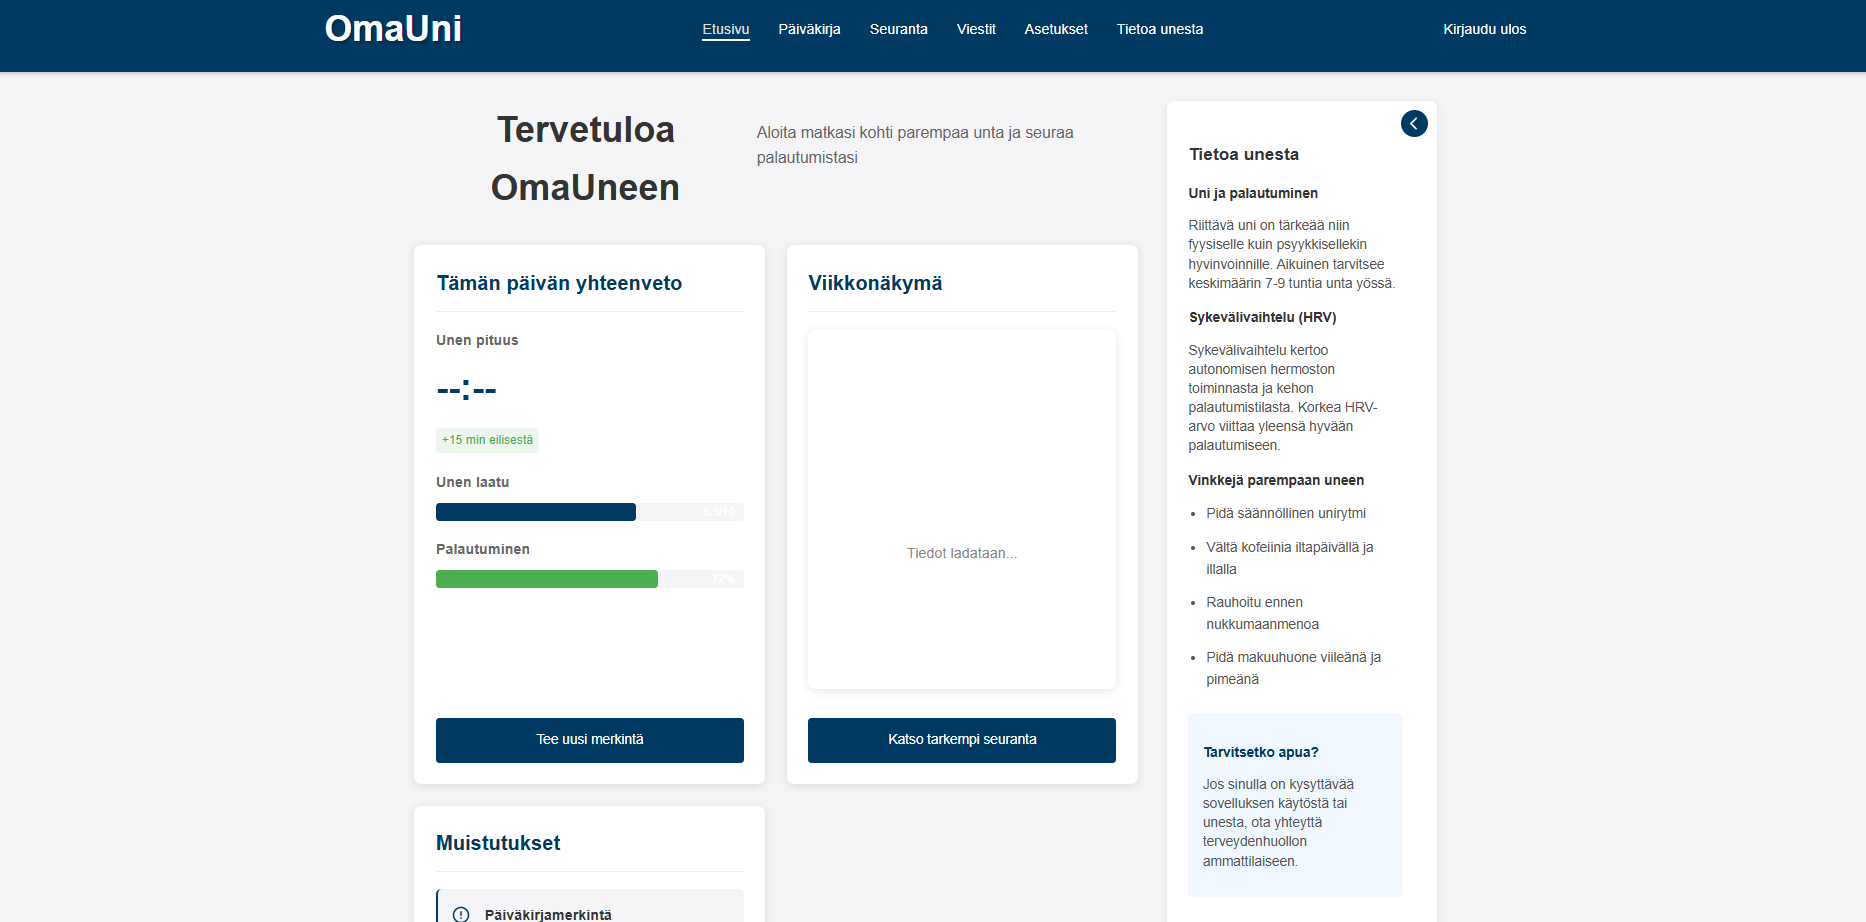 OmaUni
Etusivu
Päiväkirja
Seuranta
Viestit
Asetukset
Tietoa unesta
Kirjaudu ulos
Tervetuloa
OmaUneen
Aloita matkasi kohti parempaa unta ja seuraa
palautumistasi
Tämän päivän yhteenveto
Unen pituus
--:--
+15 min eilisestä
Unen laatu
6.5/10
Palautuminen
72%
Tee uusi merkintä
Viikkonäkymä
Tiedot ladataan...
Katso tarkempi seuranta
Muistutukset
Päiväkirjamerkintä
Tietoa unesta
Uni ja palautuminen
Riittävä uni on tärkeää niin
fyysiselle kuin psyykkisellekin
hyvinvoinnille. Aikuinen tarvitsee
keskimäärin 7-9 tuntia unta yössä.
Sykevälivaihtelu (HRV)
Sykevälivaihtelu kertoo
autonomisen hermoston
toiminnasta ja kehon
palautumistilasta. Korkea HRV-
arvo viittaa yleensä hyvään
palautumiseen.
Vinkkejä parempaan uneen
• Pidä säännöllinen unirytmi
• Vältä kofeiinia iltapäivällä ja
illalla
• Rauhoitu ennen
nukkumaanmenoa
• Pidä makuuhuone viileänä ja
pimeänä
Tarvitsetko apua?
Jos sinulla on kysyttävää
sovelluksen käytöstä tai
unesta, ota yhteyttä
terveydenhuollon
ammattilaiseen.